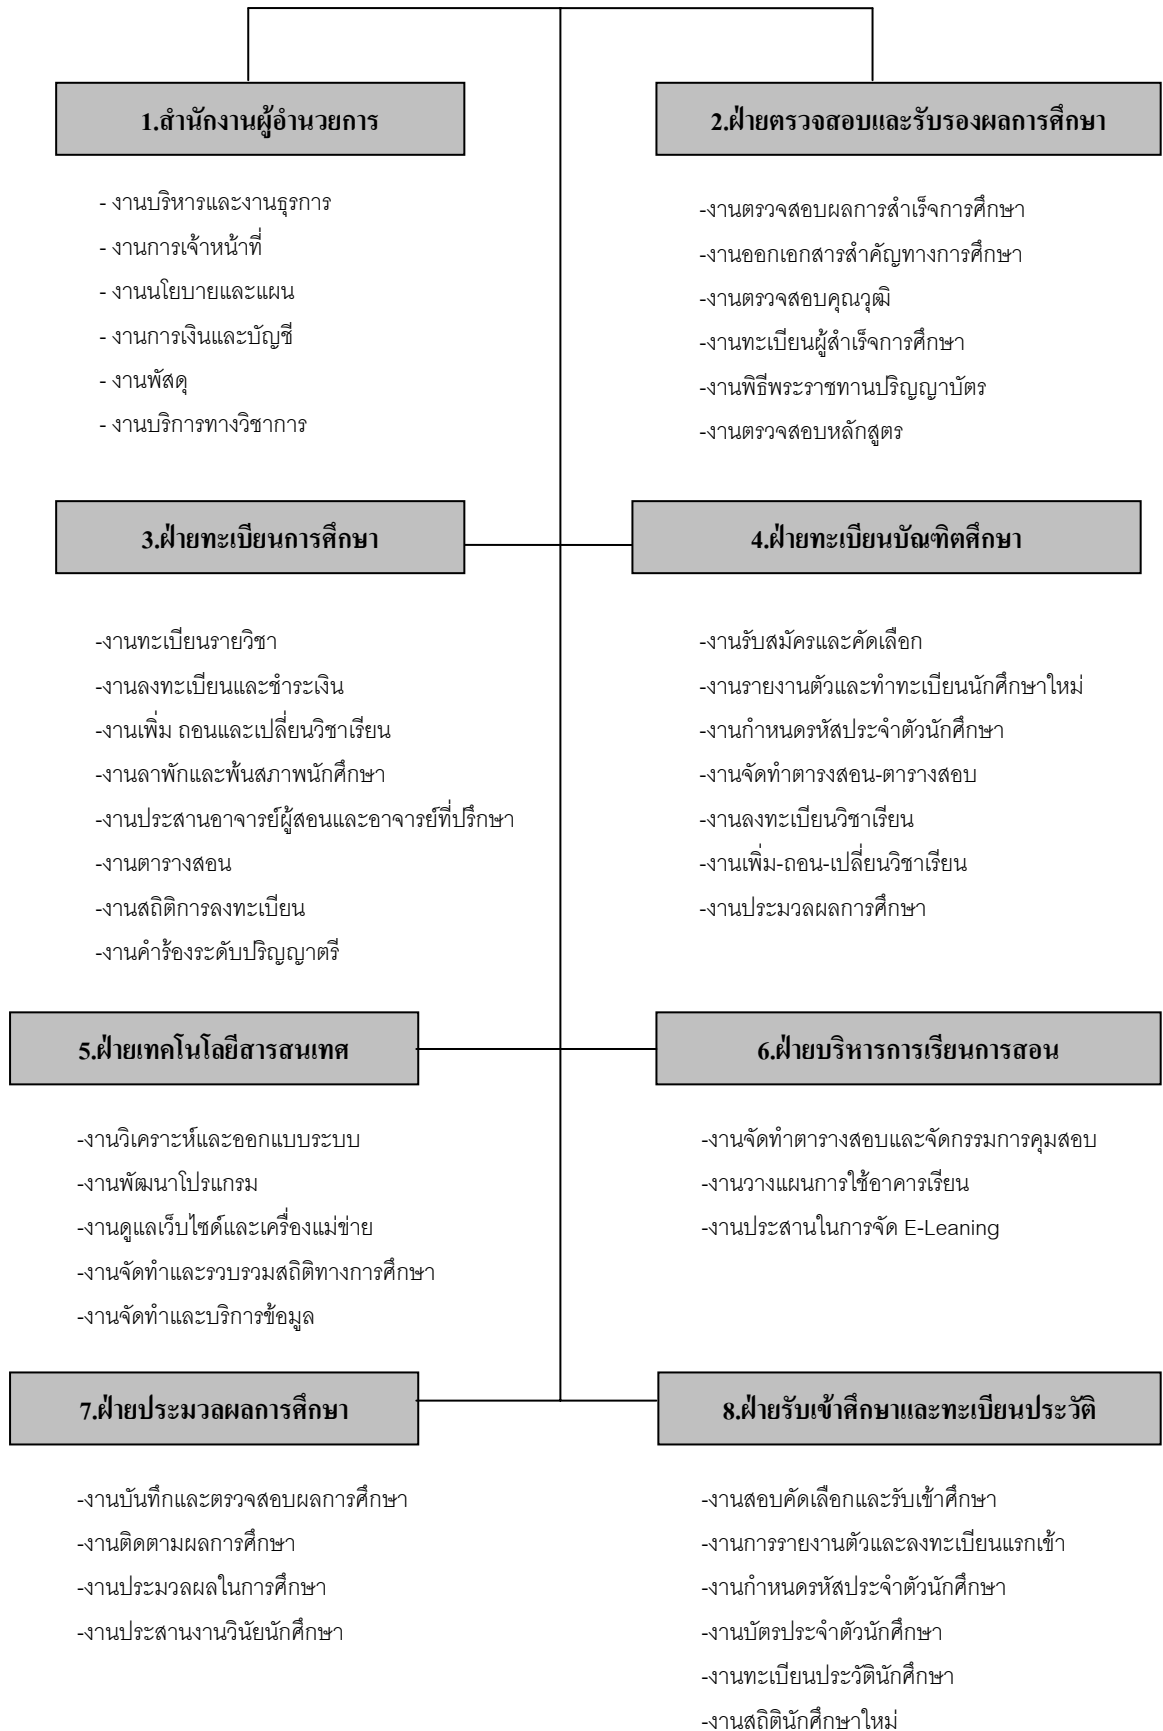 1.สำนักงานผู้อำนวยการ
- งานบริหารและงานธุรการ
- งานการเจ้าหน้าที่
- งานนโยบายและแผน
- งานการเงินและบัญชี
- งานพัสดุ
- งานบริการทางวิชาการ
2.ฝ่ายตรวจสอบและรับรองผลการศึกษา
-งานตรวจสอบผลการสำเร็จการศึกษา
-งานออกเอกสารสำคัญทางการศึกษา
-งานตรวจสอบคุณวุฒิ
-งานทะเบียนผู้สำเร็จการศึกษา
-งานพิธีพระราชทานปริญญาบัตร
-งานตรวจสอบหลักสูตร
3.ฝ่ายทะเบียนการศึกษา
-งานทะเบียนรายวิชา
-งานลงทะเบียนและชำระเงิน
-งานเพิ่ม ถอนและเปลี่ยนวิชาเรียน
-งานลาพักและพ้นสภาพนักศึกษา
-งานประสานอาจารย์ผู้สอนและอาจารย์ที่ปรึกษา
-งานตารางสอน
-งานสถิติการลงทะเบียน
-งานคำร้องระดับปริญญาตรี
4.ฝ่ายทะเบียนบัณฑิตศึกษา
-งานรับสมัครและคัดเลือก
-งานรายงานตัวและทำทะเบียนนักศึกษาใหม่
-งานกำหนดรหัสประจำตัวนักศึกษา
-งานจัดทำตารงสอน-ตารางสอบ
-งานลงทะเบียนวิชาเรียน
-งานเพิ่ม-ถอน-เปลี่ยนวิชาเรียน
-งานประมวลผลการศึกษา
5.ฝ่ายเทคโนโลยีสารสนเทศ
-งานวิเคราะห์และออกแบบระบบ
-งานพัฒนาโปรแกรม
-งานดูแลเว็บไซด์และเครื่องแม่ข่าย
-งานจัดทำและรวบรวมสถิติทางการศึกษา
-งานจัดทำและบริการข้อมูล
6.ฝ่ายบริหารการเรียนการสอน
-งานจัดทำตารางสอบและจัดกรรมการคุมสอบ
-งานวางแผนการใช้อาคารเรียน
-งานประสานในการจัด E-Leaning
7.ฝ่ายประมวลผลการศึกษา
-งานบันทึกและตรวจสอบผลการศึกษา
-งานติดตามผลการศึกษา
-งานประมวลผลในการศึกษา
-งานประสานงานวินัยนักศึกษา
8.ฝ่ายรับเข้าศึกษาและทะเบียนประวัติ
-งานสอบคัดเลือกและรับเข้าศึกษา
-งานการรายงานตัวและลงทะเบียนแรกเข้า
-งานกำหนดรหัสประจำตัวนักศึกษา
-งานบัตรประจำตัวนักศึกษา
-งานทะเบียนประวัตินักศึกษา
-งานสถิตินักศึกษาใหม่